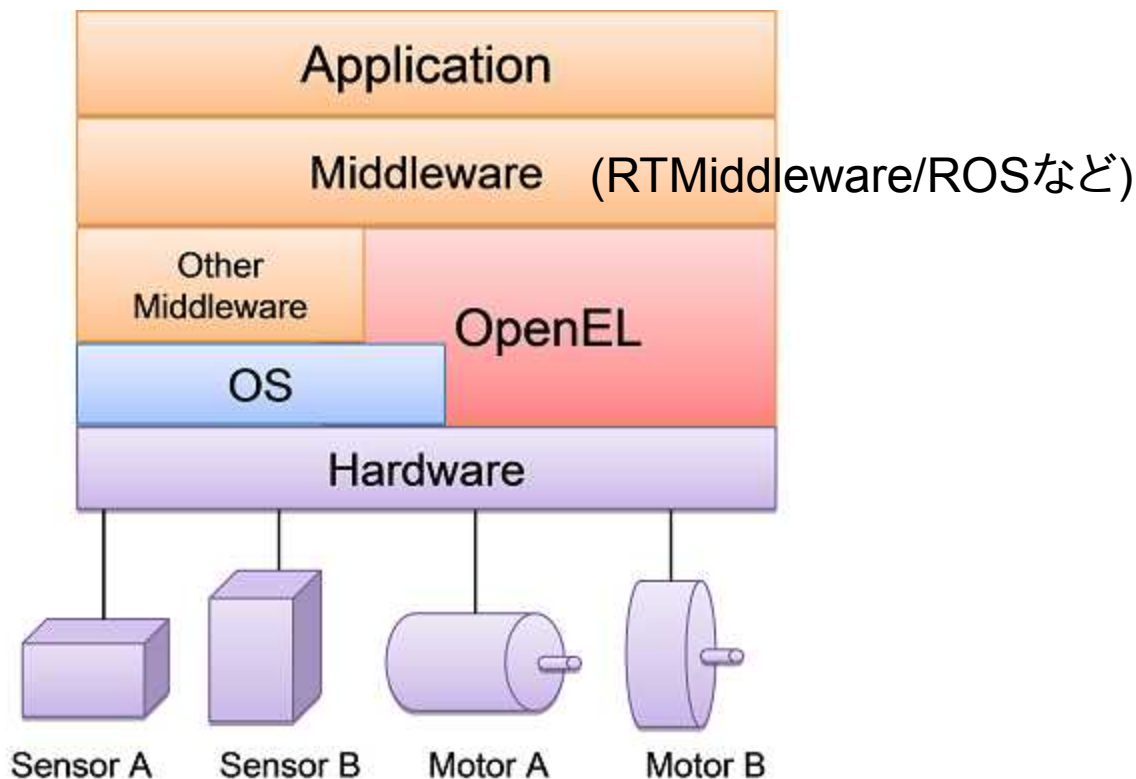 Application
Middleware (RTMiddleware/ROSなど)
Other
Middleware
OpenEL
OS
Hardware
Sensor A Sensor B Motor A Motor B